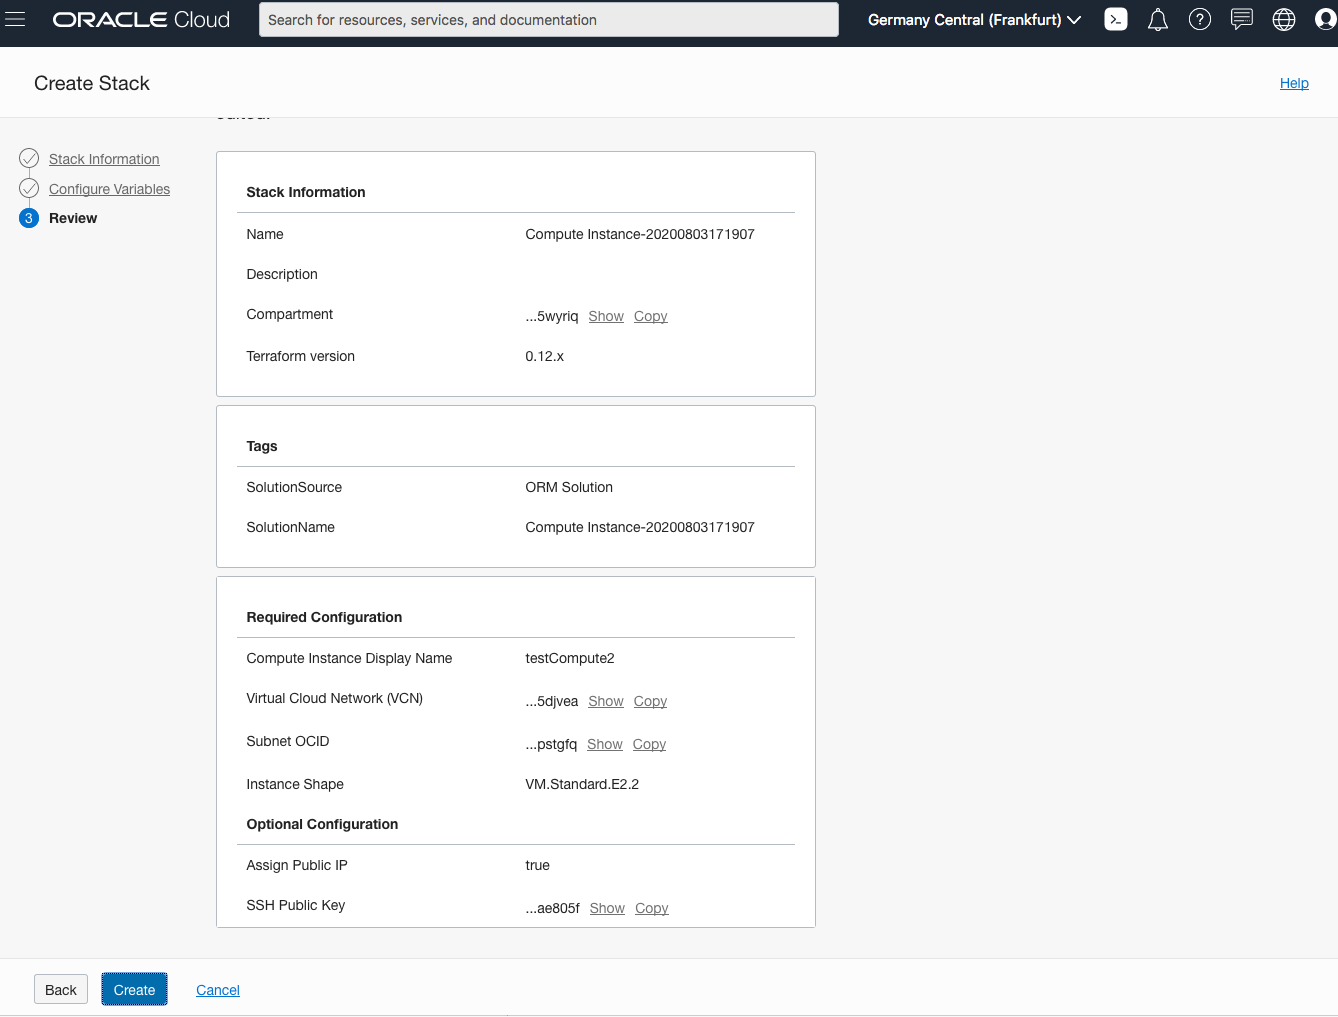 ORACLE Cloud
Search for resources, services, and documentation
Germany Central (Frankfurt)
Create Stack
Help
Stack Information
Configure Variables
3 Review
Stack Information
Name Compute Instance-20200803171907
Description
Compartment ...5wyriq Show Copy
Terraform version 0.12.x
Tags
SolutionSource ORM Solution
SolutionName Compute Instance-20200803171907
Required Configuration
Compute Instance Display Name testCompute2
Virtual Cloud Network (VCN) ...5djvea Show Copy
Subnet OCID ...pstgfq Show Copy
Instance Shape VM.Standard.E2.2
Optional Configuration
Assign Public IP true
SSH Public Key ...ae805f Show Copy
Back Create Cancel